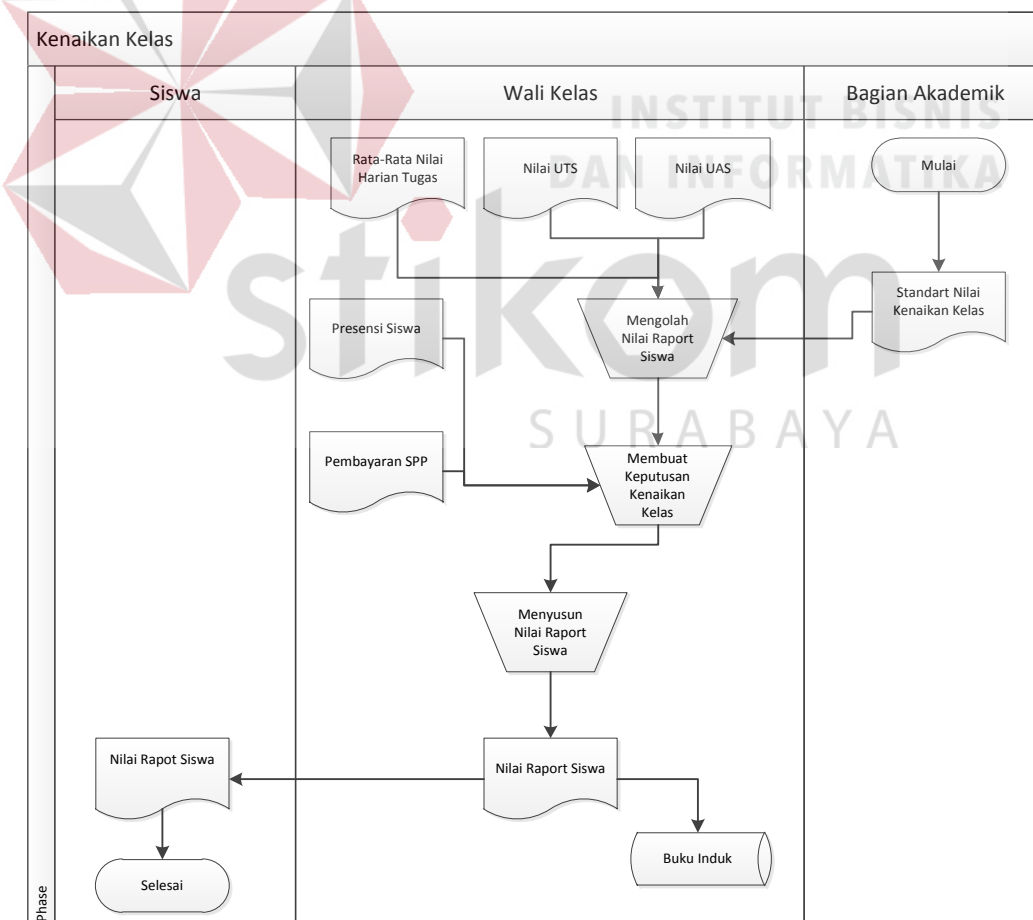 Kenaikan Kelas
Siswa
Wali Kelas
Bagian Akademik
INSTITUT BISNIS
DAN INFORMATIKA
stikom
SURABAYA
Rata-Rata Nilai
Harian Tugas
Nilai UTS
Nilai UAS
Mulai
Standart Nilai
Kenaikan Kelas
Presensi Siswa
Mengolah
Nilai Raport
Siswa
Pembayaran SPP
Membuat
Keputusan
Kenaikan
Kelas
Menyusun
Nilai Raport
Siswa
Nilai Rapot Siswa
Nilai Raport Siswa
Buku Induk
Selesai
Phase